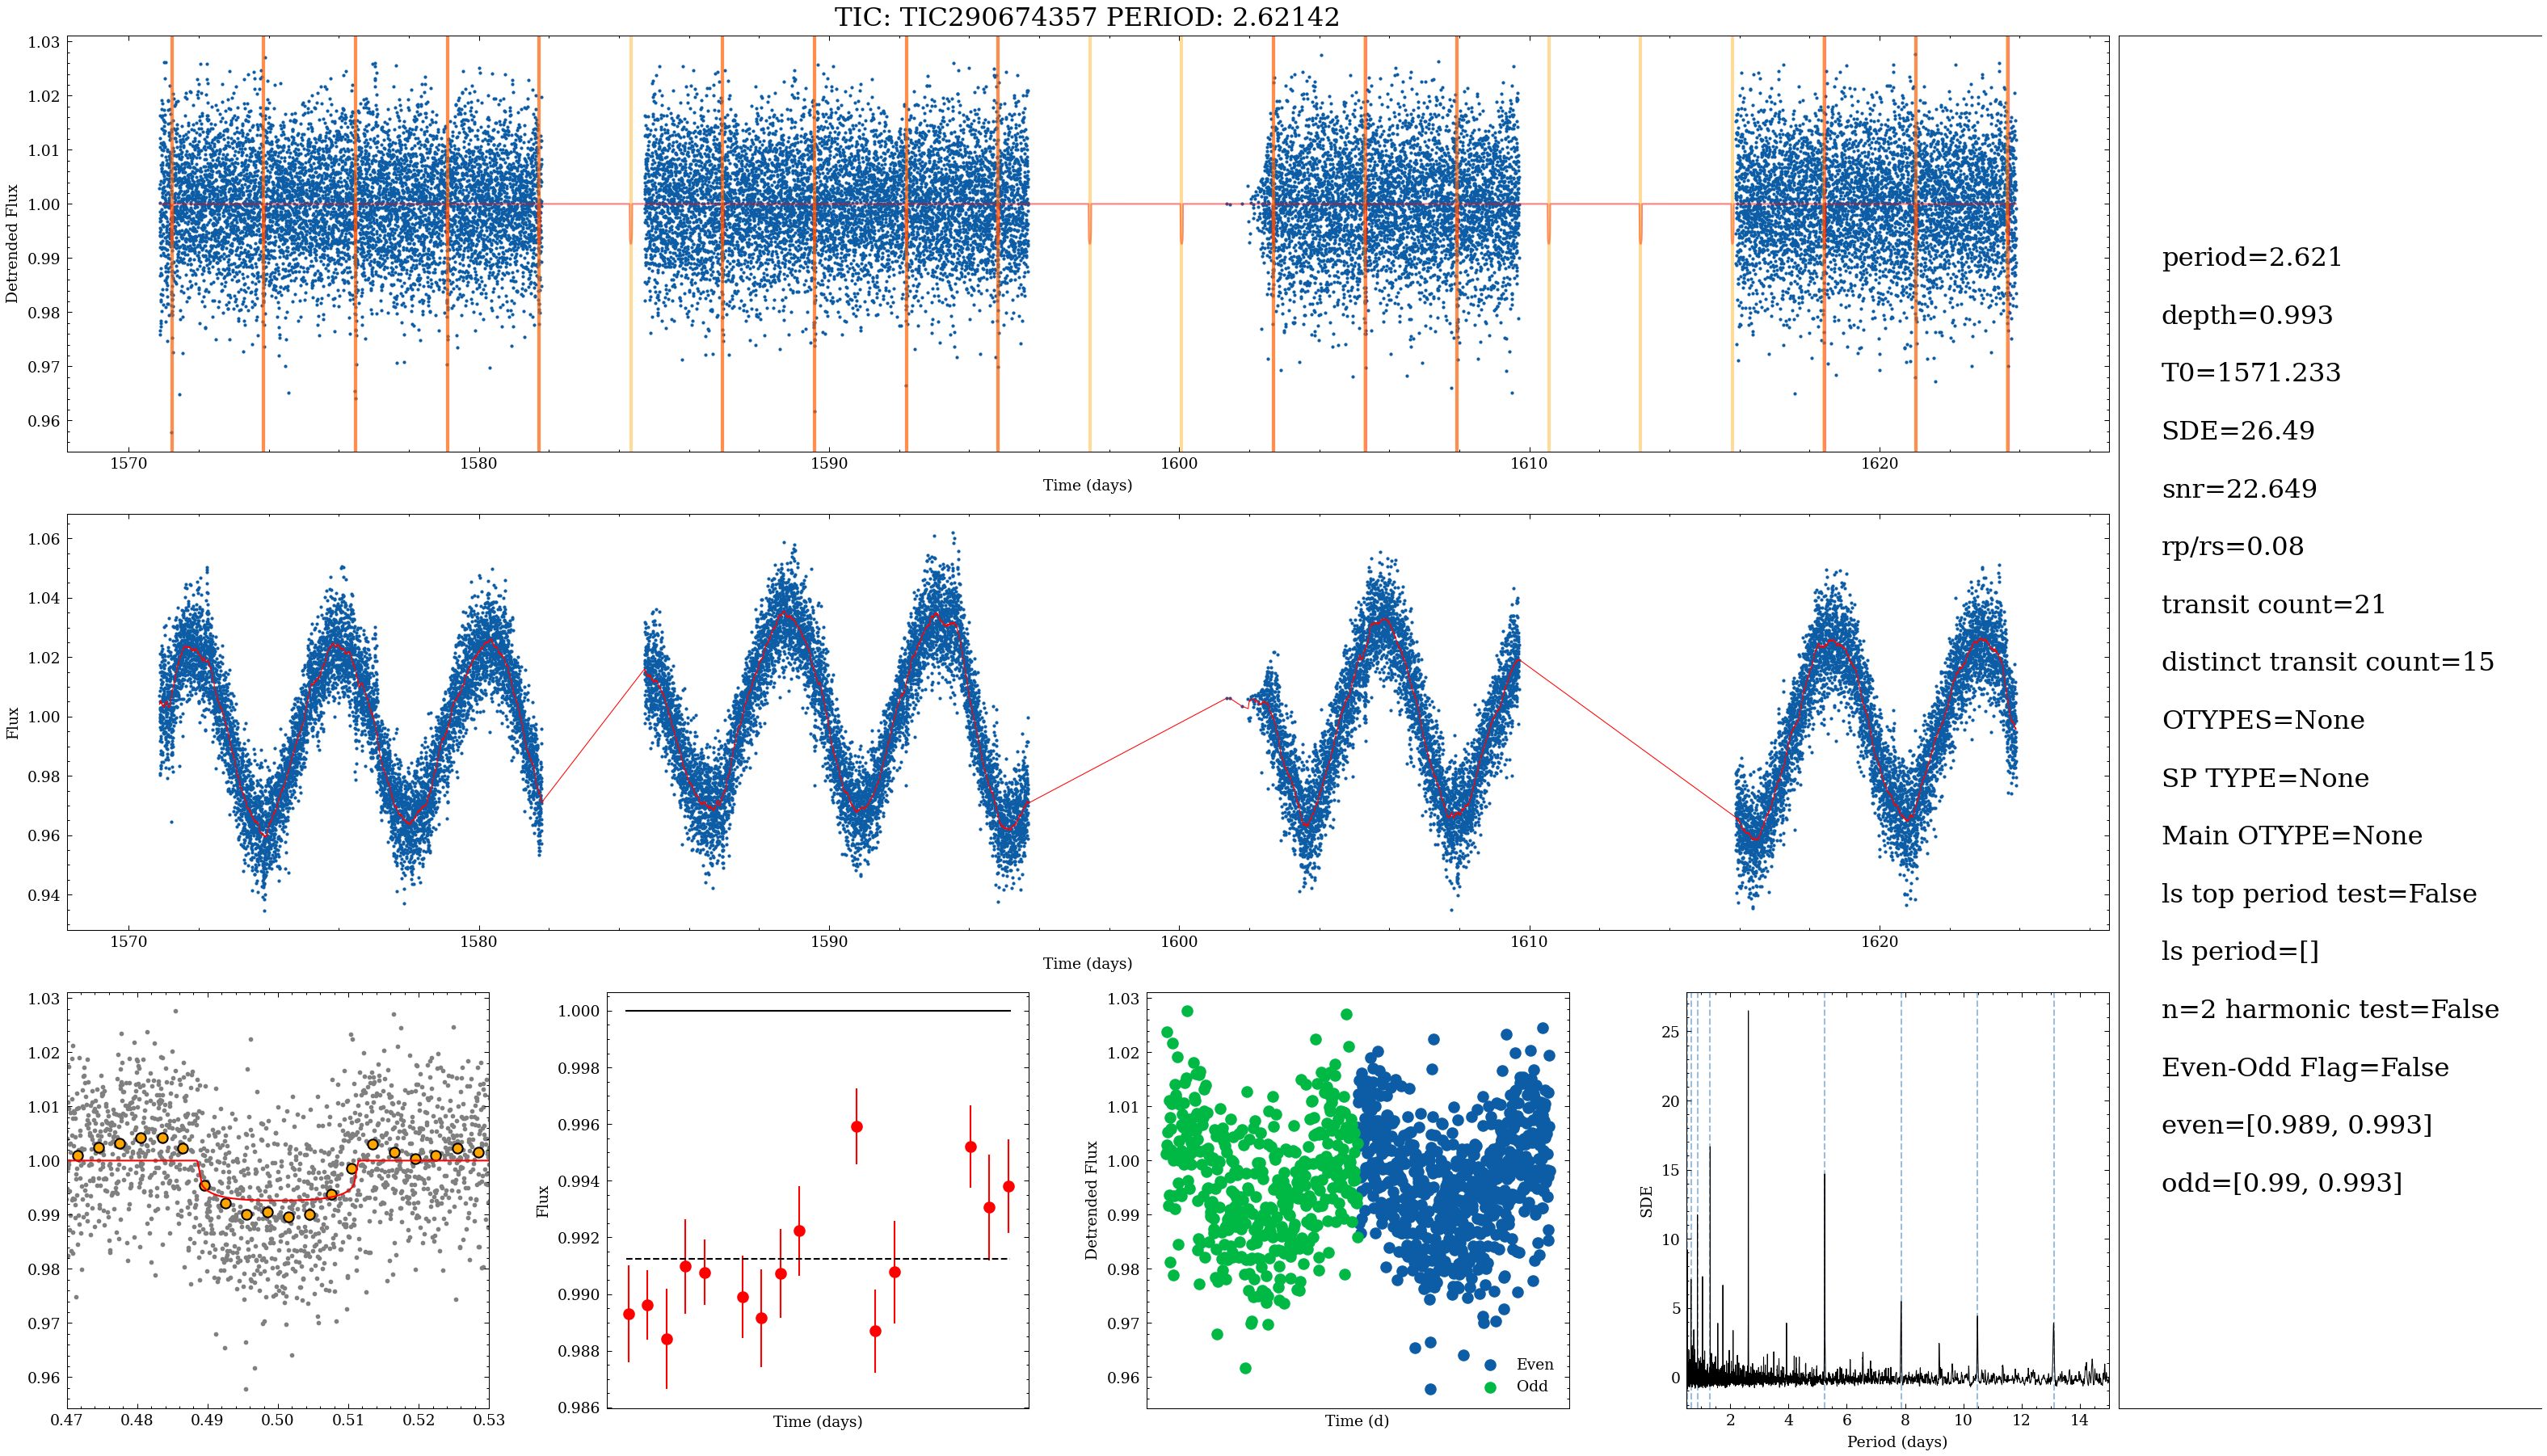 TIC: TIC290674357 PERIOD: 2.62142
1.03
1.02
1.01
1.00
0.99
0.98
0.97
0.96
Detrended Flux
1570
1580
1590
1600
1610
1620
Time (days)
1.06
1.04
1.02
1.00
0.98
0.96
0.94
Flux
1570
1580
1590
1600
1610
1620
Time (days)
1.03
1.02
1.01
1.00
0.99
0.98
0.97
0.96
0.47
0.48
0.49
0.50
0.51
0.52
0.53
1.000
0.998
0.996
0.994
0.992
0.990
0.988
0.986
Flux
Time (days)
1.03
1.02
1.01
1.00
0.99
0.98
0.97
0.96
Detrended Flux
Even
Odd
Time (d)
25
20
15
10
5
0
SDE
2
4
6
8
10
12
14
Period (days)
period=2.621
depth=0.993
T0=1571.233
SDE=26.49
snr=22.649
rp/rs=0.08
transit count=21
distinct transit count=15
OTYPES=None
SP TYPE=None
Main OTYPE=None
ls top period test=False
ls period=[]
n=2 harmonic test=False
Even-Odd Flag=False
even=[0.989, 0.993]
odd=[0.99, 0.993]